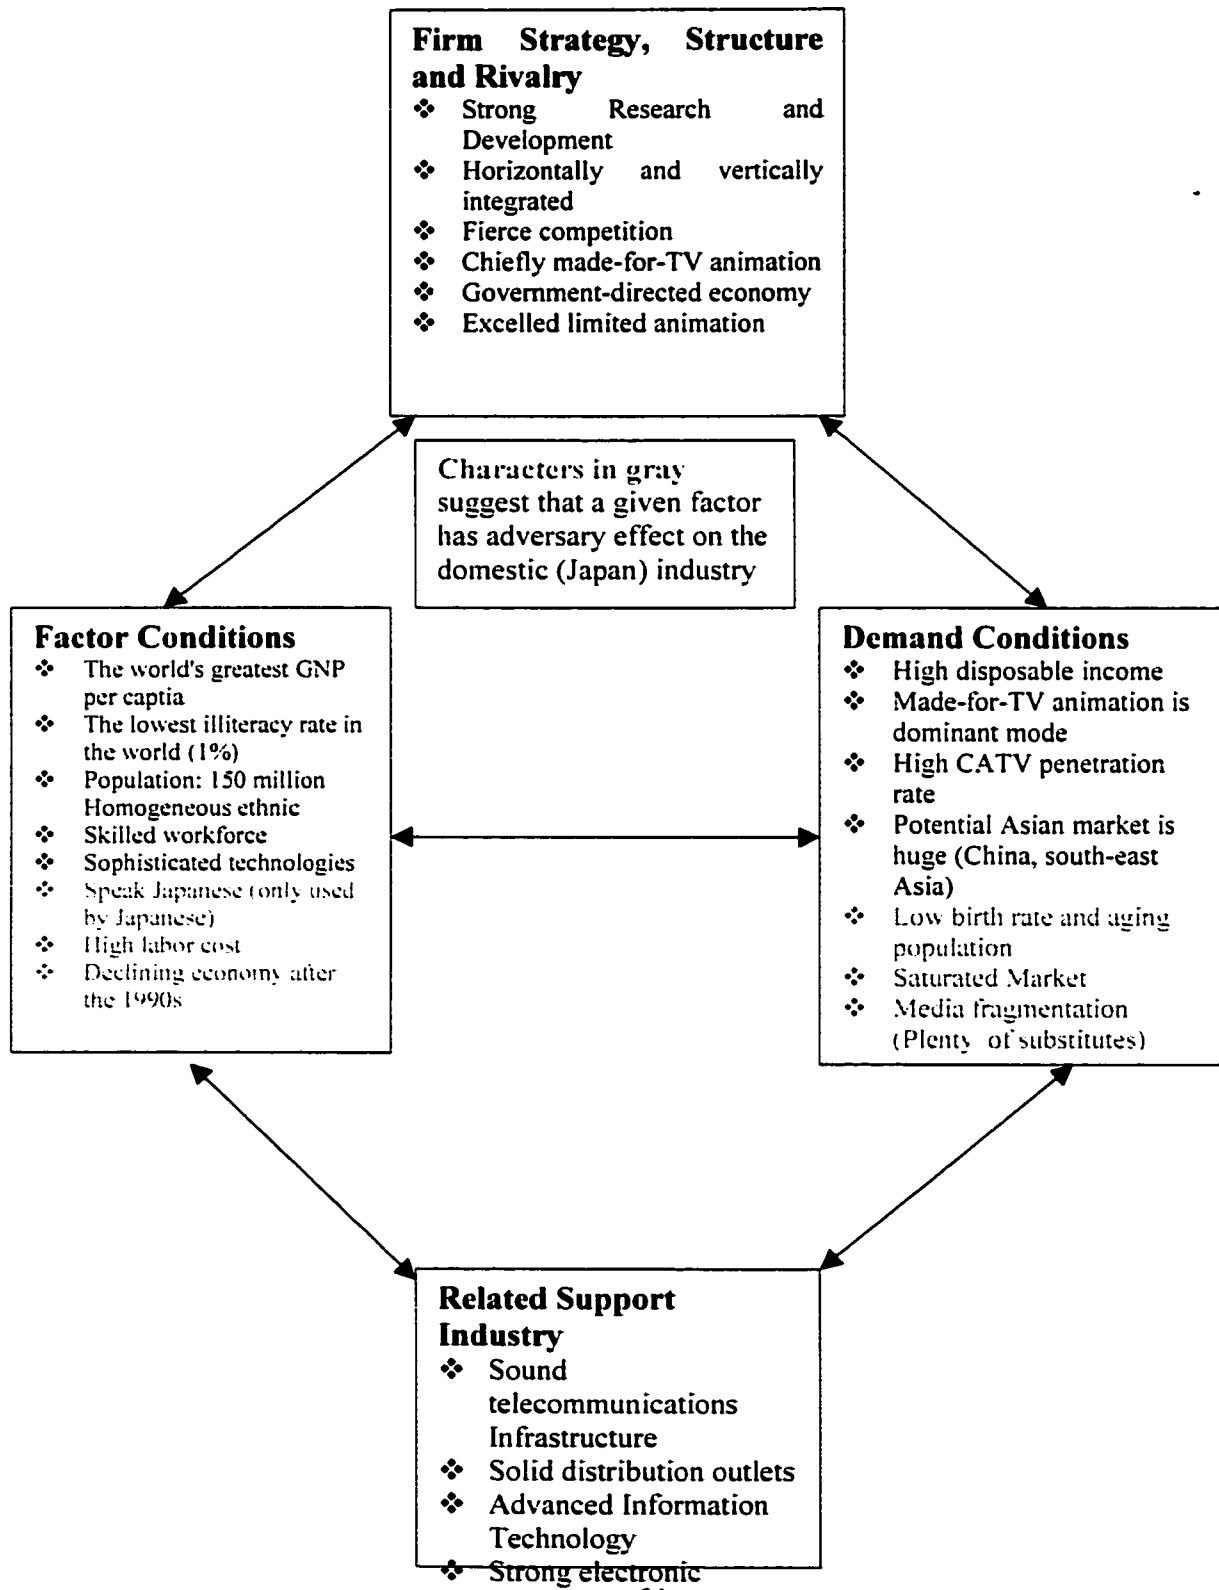 Firm Strategy, Structure
and Rivalry
❖ Strong Research and
Development
❖ Horizontally and vertically
integrated
❖ Fierce competition
❖ Chiefly made-for-TV animation
❖ Government-directed economy
❖ Excelled limited animation
Characters in gray
suggest that a given factor
has adversary effect on the
domestic (Japan) industry
Factor Conditions
❖ The world's greatest GNP
per captia
❖ The lowest illiteracy rate in
the world (1%)
❖ Population: 150 million
Homogeneous ethnic
❖ Skilled workforce
❖ Sophisticated technologies
❖ Speak Japanese (only used
by Japanese)
❖ High labor cost
❖ Declining economy after
the 1990s
Demand Conditions
❖ High disposable income
❖ Made-for-TV animation is
dominant mode
❖ High CATV penetration
rate
❖ Potential Asian market is
huge (China, south-east
Asia)
❖ Low birth rate and aging
population
❖ Saturated Market
❖ Media fragmentation
(Plenty of substitutes)
Related Support
Industry
❖ Sound
telecommunications
Infrastructure
❖ Solid distribution outlets
❖ Advanced Information
Technology
❖ Strong electronic